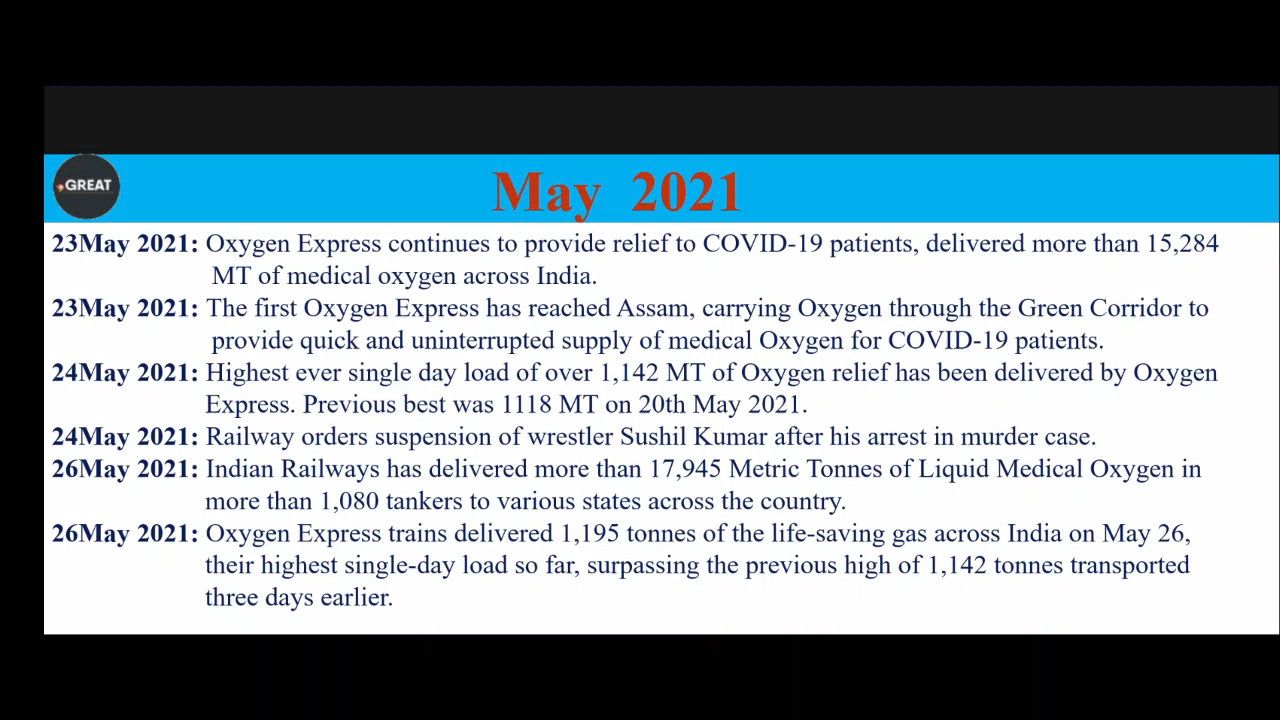 GREAT
May 2021
23May 2021: Oxygen Express continues to provide relief to COVID-19 patients, delivered more than 15,284
MT of medical oxygen across India.
23May 2021: The first Oxygen Express has reached Assam, carrying Oxygen through the Green Corridor to
provide quick and uninterrupted supply of medical Oxygen for COVID-19 patients.
24May 2021: Highest ever single day load of over 1,142 MT of Oxygen relief has been delivered by Oxygen
Express. Previous best was 1118 MT on 20th May 2021.
24May 2021: Railway orders suspension of wrestler Sushil Kumar after his arrest in murder case.
26May 2021: Indian Railways has delivered more than 17,945 Metric Tonnes of Liquid Medical Oxygen in
more than 1,080 tankers to various states across the country.
26May 2021: Oxygen Express trains delivered 1,195 tonnes of the life-saving gas across India on May 26,
their highest single-day load so far, surpassing the previous high of 1,142 tonnes transported
three days earlier.